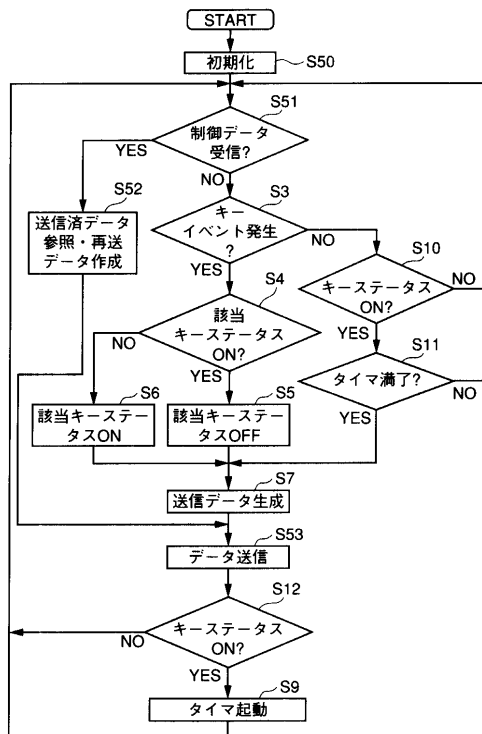 START
初期化
S50
S51
制御データ
受信?
YES
NO
S52
送信済データ
参照・再送
データ作成
S3
キー
イベント発生
?
NO
YES
S10
キーステータス
ON?
NO
YES
S4
該当
キーステータス
ON?
NO
YES
S11
タイマ満了?
NO
YES
S6
該当キーステ
ータスON
S5
該当キーステ
ータスOFF
S7
送信データ生成
S53
データ送信
S12
キーステータス
ON?
NO
YES
S9
タイマ起動